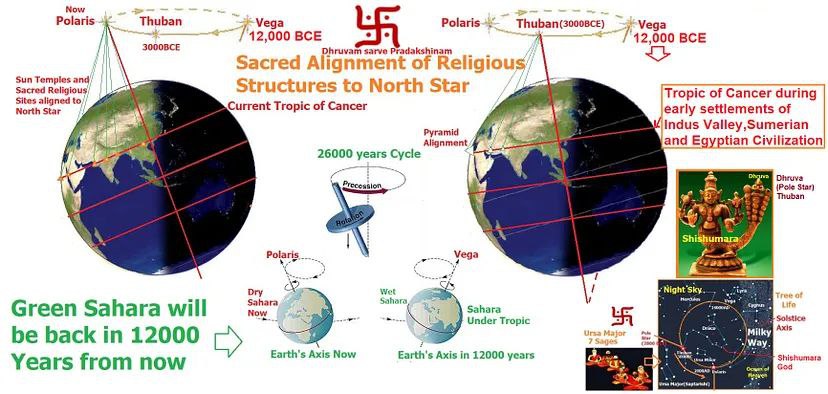 Now
Polaris
Thuban
3000BCE
Vega
12,000 BCE
Dhruvam sarve Pradakshinam
Sacred Alignment of Religious
Structures to North Star
Polaris
Thuban(3000BCE)
Vega
12,000 BCE
Sun Temples and
Sacred Religious
Sites aligned to
North Star
Current Tropic of Cancer
Tropic of Cancer during
early settlements of
Indus Valley,Sumerian
and Egyptian Civilization
Pyramid
Alignment
26000 years Cycle
Precession
Rotation
Dhruva
Shishumara
Dhruva
(Pole Star)
Thuban
Polaris
Dry
Sahara
Now
Earth's Axis Now
Vega
Wet
Sahara
Sahara
Under Tropic
Earth's Axis in 12000 years
Green Sahara will
be back in 12000
Years from now
Ursa Major
7 Sages
Night Sky
Hercules
Lyra
Vega
Cygnus
Draco
Milky
Way
Pole
Star
Thuban
Ursa Minor
Polaris
Ursa Major(Saptarishi)
Ocean of
Heaven
Tree of
Life
Solstice
Axis
Shishumara
God